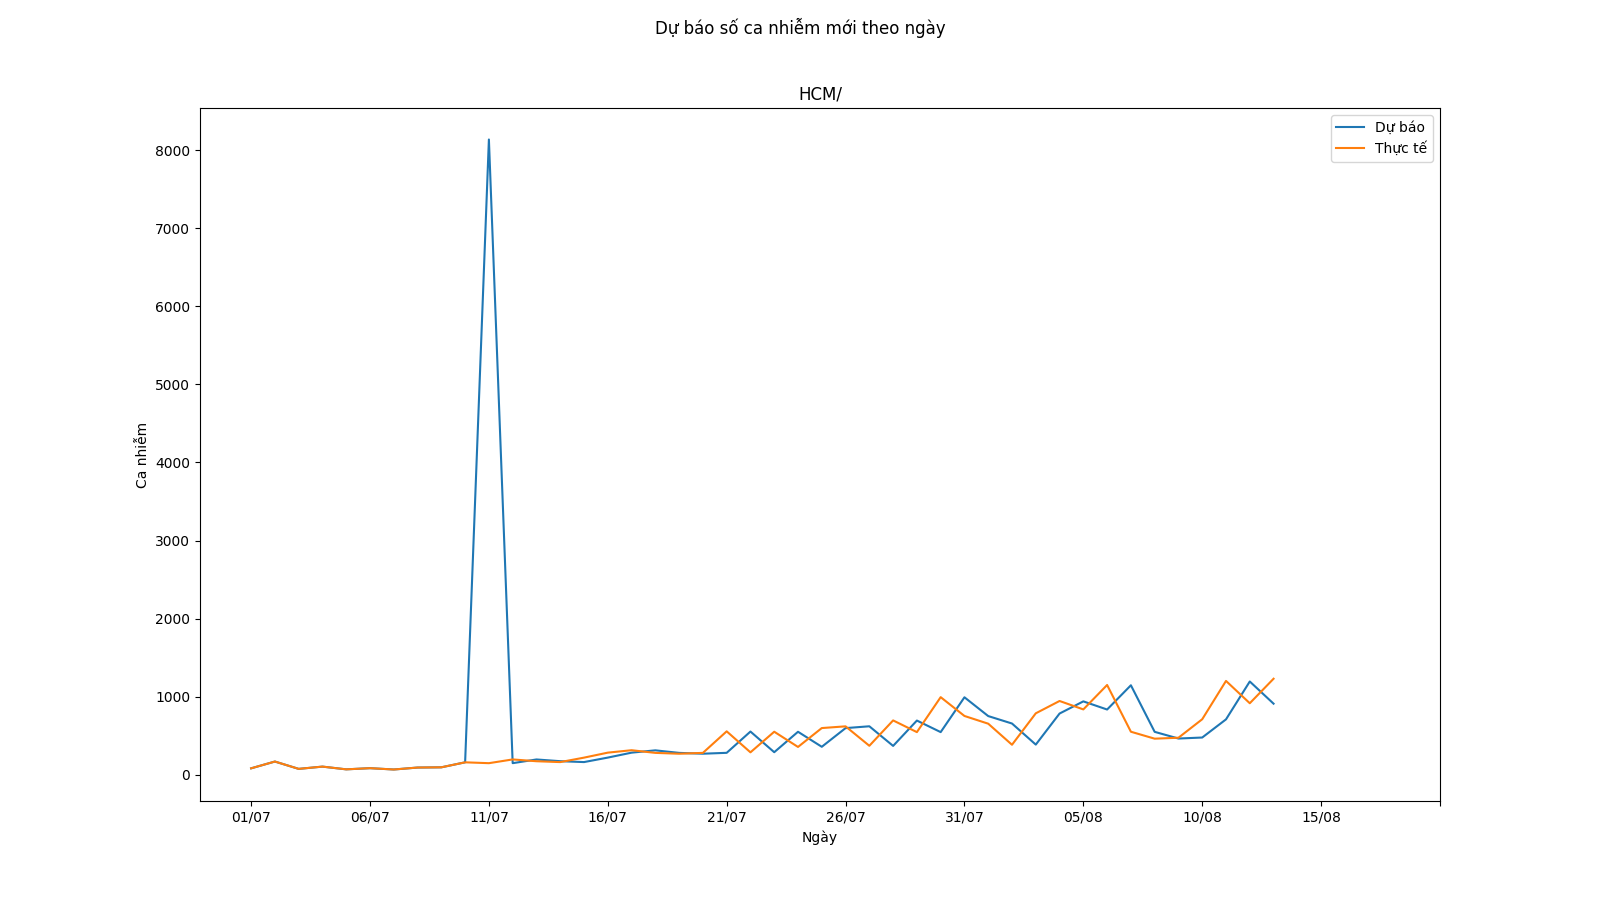 Dự báo số ca nhiễm mới theo ngày
HCM/
Dự báo
Thực tế
8000
7000
6000
5000
4000
3000
2000
1000
0
Ca nhiễm
01/07 06/07 11/07 16/07 21/07 26/07 31/07 05/08 10/08 15/08
Ngày